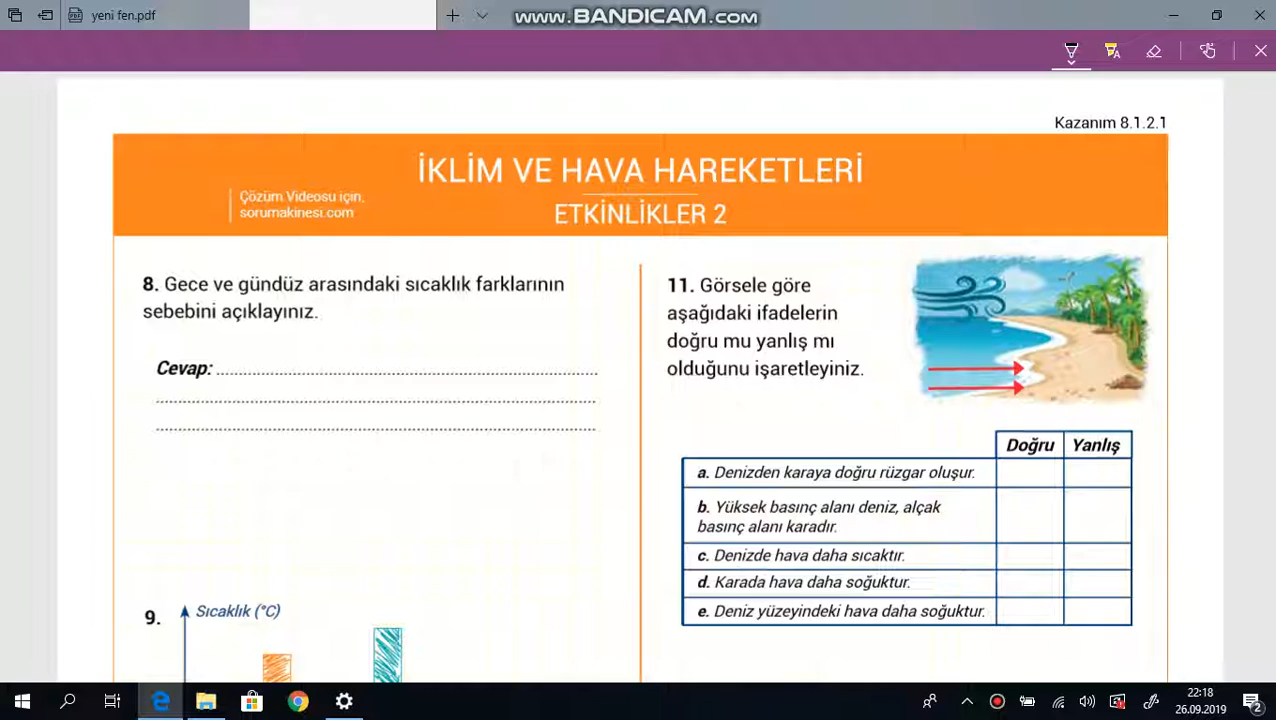 yeni fen.pdf
www.BANDICAM.com
Kazanım 8.1.2.1
İKLİM VE HAVA HAREKETLERİ
Çözüm Videosu için,
sorumakinesi.com
ETKİNLİKLER 2
8. Gece ve gündüz arasındaki sıcaklık farklarının
sebebini açıklayınız.
Cevap: ........................................................................
..................................................................................
..................................................................................
9.
Sıcaklık (°C)
11. Görsele göre
aşağıdaki ifadelerin
doğru mu yanlış mı
olduğunu işaretleyiniz.
Doğru Yanlış
a. Denizden karaya doğru rüzgar oluşur.
b. Yüksek basınç alanı deniz, alçak
basınç alanı karadır.
c. Denizde hava daha sıcaktır.
d. Karada hava daha soğuktur.
e. Deniz yüzeyindeki hava daha soğuktur.
22:18
26.09.2019
2